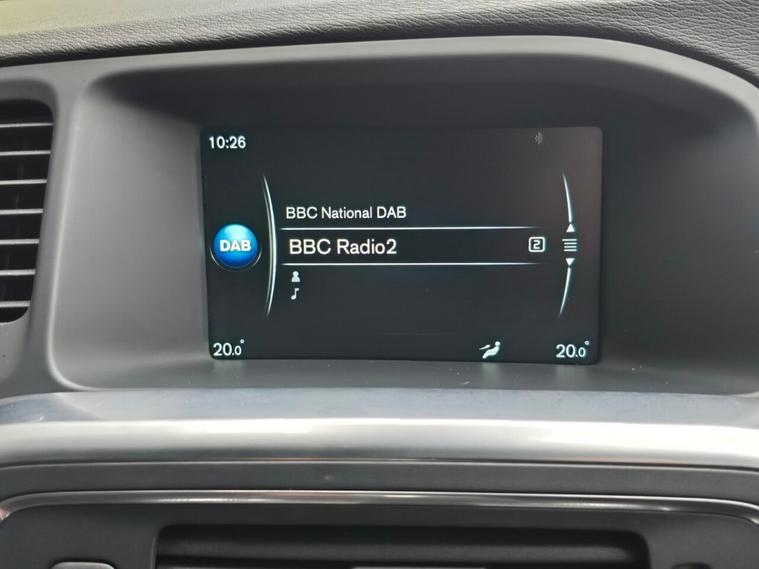 10:26
BBC National DAB
DAB
BBC Radio2
2
20.0°
20.0°